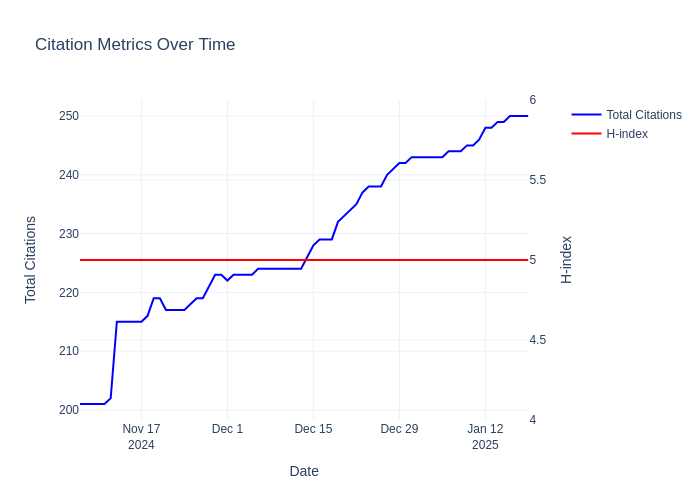 Citation Metrics Over Time
Total Citations
H-index
250
240
230
220
210
200
6
5.5
5
4.5
4
Total Citations
H-index
Nov 17
2024
Dec 1
Dec 15
Dec 29
Jan 12
2025
Date